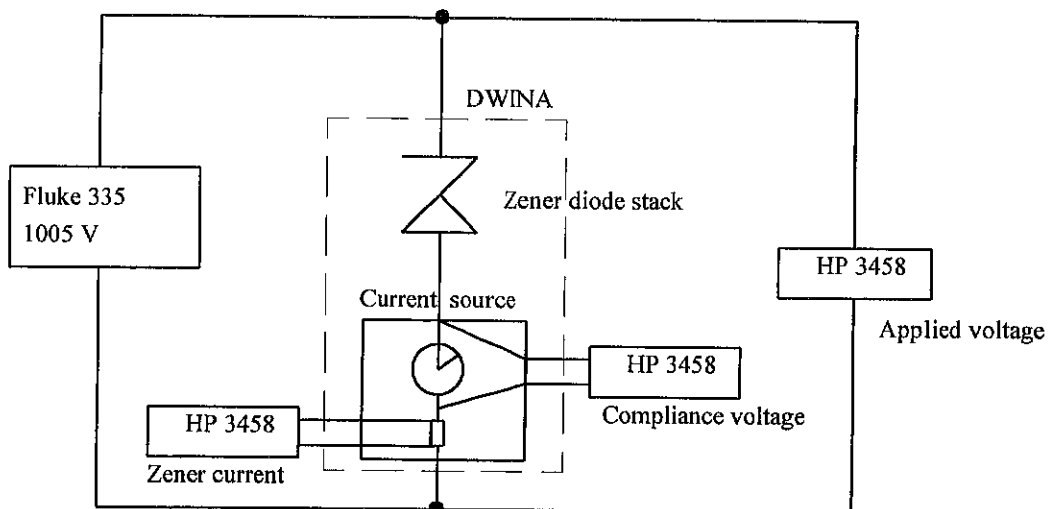 DWINA
Fluke 335
1005 V
Zener diode stack
HP 3458
Applied voltage
Current source
HP 3458
Compliance voltage
HP 3458
Zener current